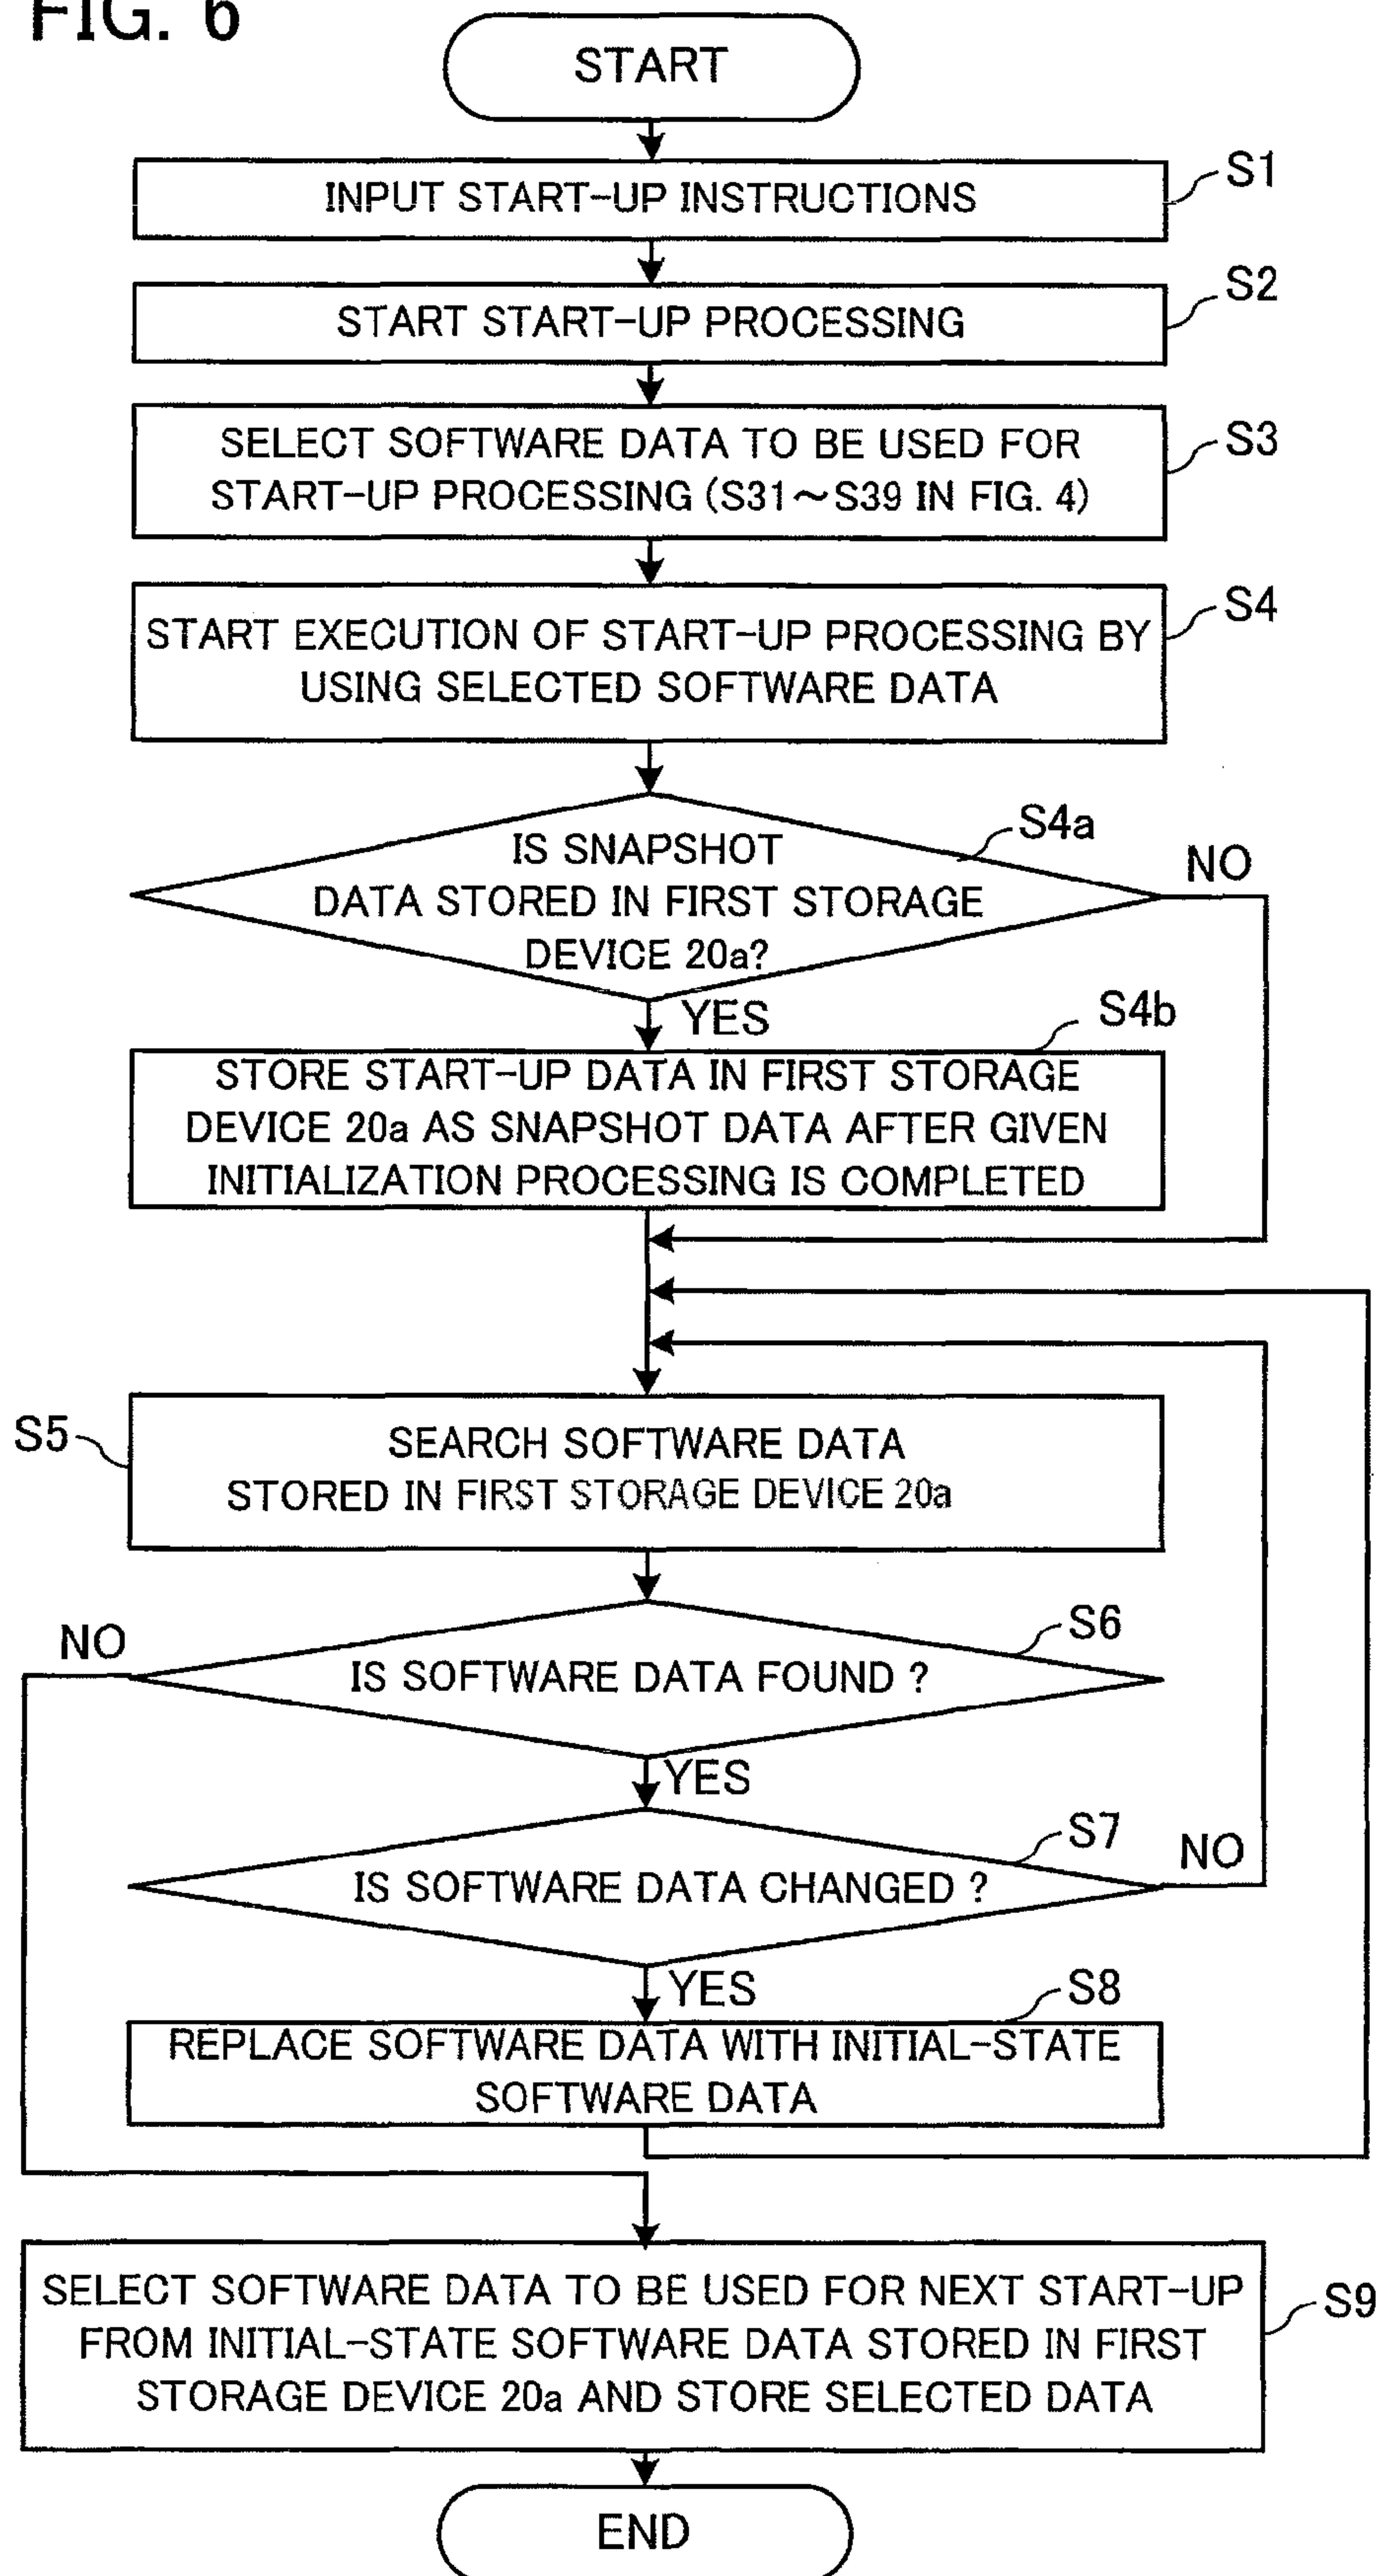 FIG. 6
START
INPUT START-UP INSTRUCTIONS
S1
START START-UP PROCESSING
S2
SELECT SOFTWARE DATA TO BE USED FOR
START-UP PROCESSING (S31~S39 IN FIG. 4)
S3
START EXECUTION OF START-UP PROCESSING BY
USING SELECTED SOFTWARE DATA
S4
IS SNAPSHOT
DATA STORED IN FIRST STORAGE
DEVICE 20a?
S4a
NO
YES
S4b
STORE START-UP DATA IN FIRST STORAGE
DEVICE 20a AS SNAPSHOT DATA AFTER GIVEN
INITIALIZATION PROCESSING IS COMPLETED
S5
SEARCH SOFTWARE DATA
STORED IN FIRST STORAGE DEVICE 20a
NO
S6
IS SOFTWARE DATA FOUND ?
YES
S7
NO
IS SOFTWARE DATA CHANGED ?
YES
S8
REPLACE SOFTWARE DATA WITH INITIAL-STATE
SOFTWARE DATA
SELECT SOFTWARE DATA TO BE USED FOR NEXT START-UP
FROM INITIAL-STATE SOFTWARE DATA STORED IN FIRST
STORAGE DEVICE 20a AND STORE SELECTED DATA
S9
END